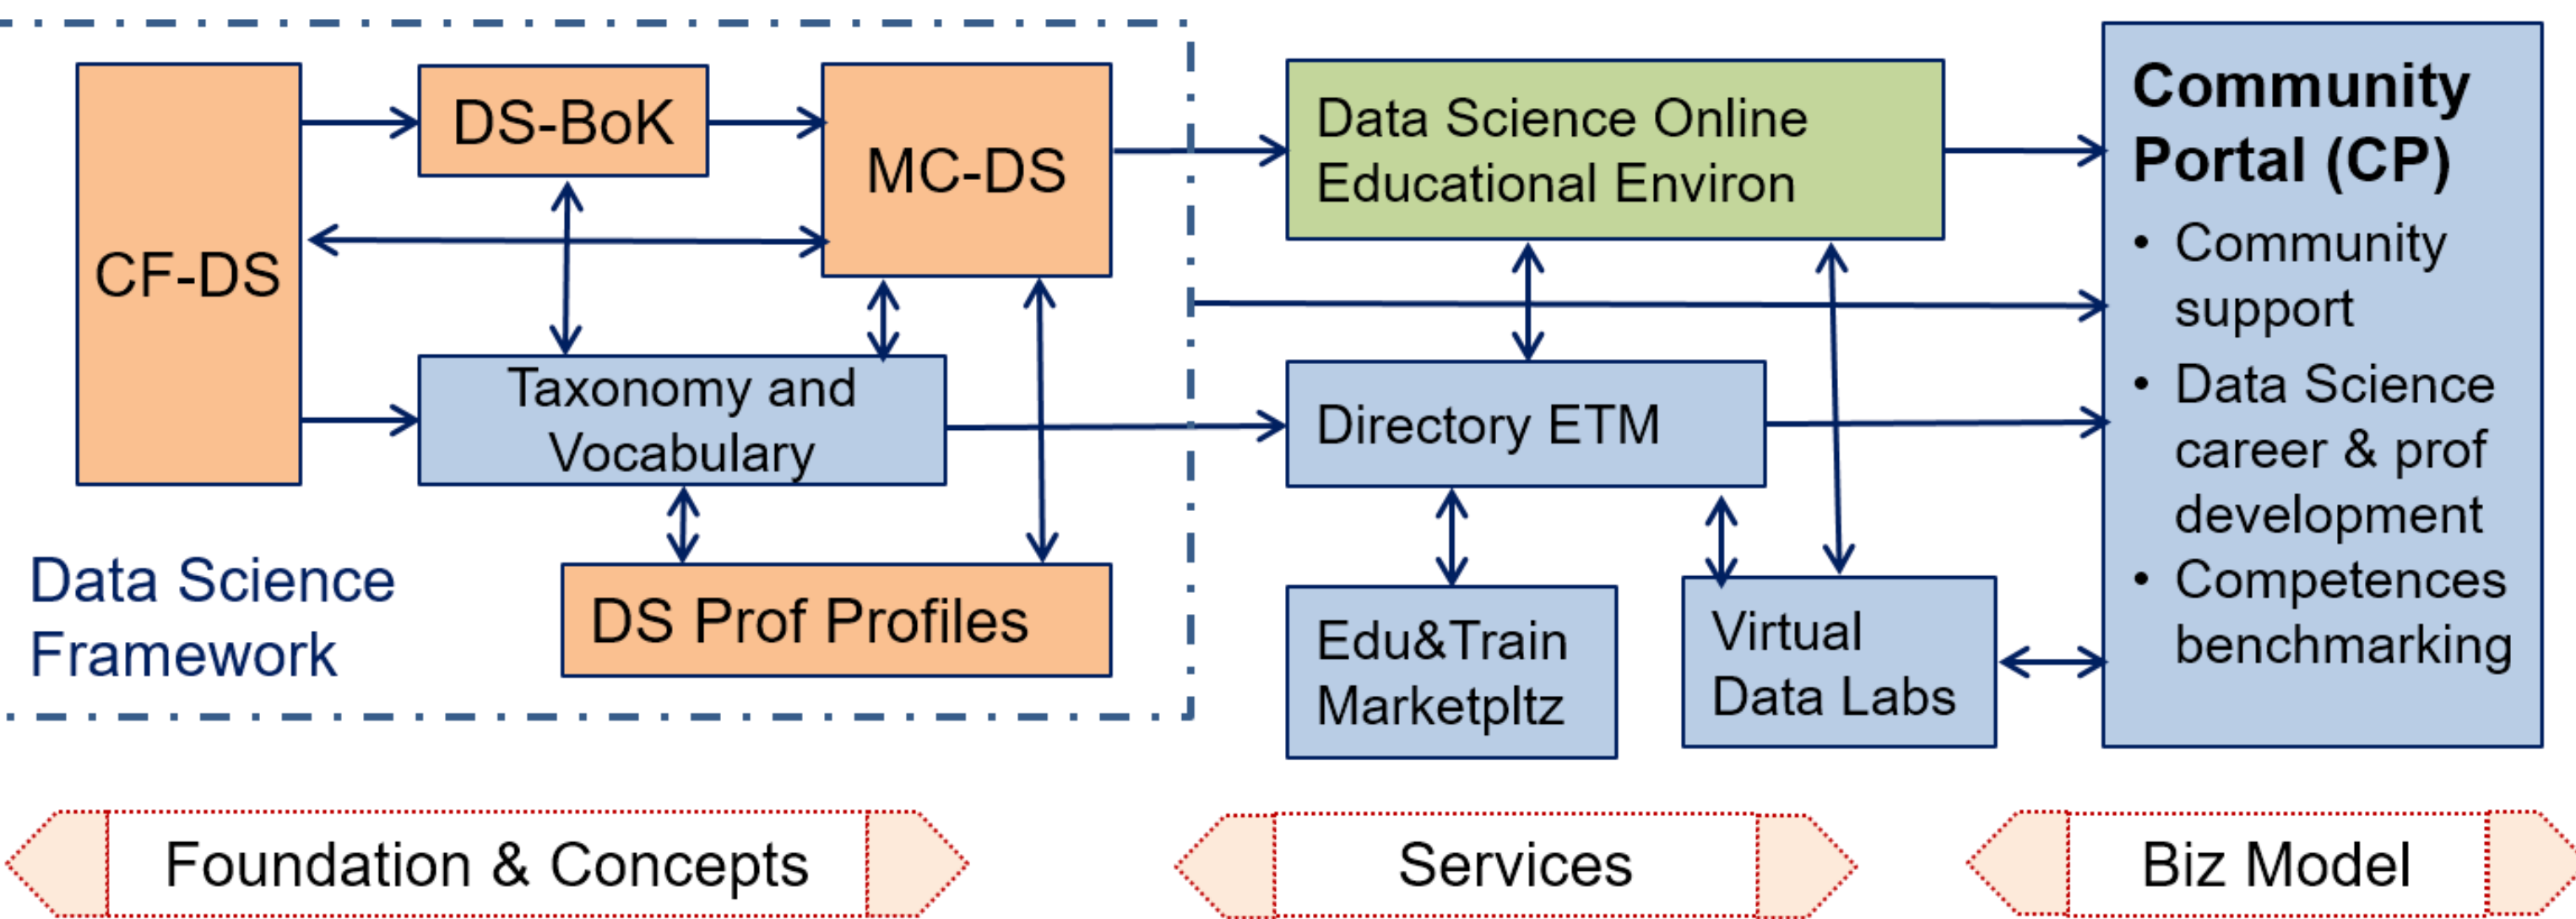 CF-DS
DS-BoK
MC-DS
Taxonomy and
Vocabulary
DS Prof Profiles
Data Science
Framework
Data Science Online
Educational Environ
Directory ETM
Edu&Train
Marketpltz
Virtual
Data Labs
Community
Portal (CP)
• Community
support
• Data Science
career & prof
development
• Competences
benchmarking
Foundation & Concepts
Services
Biz Model